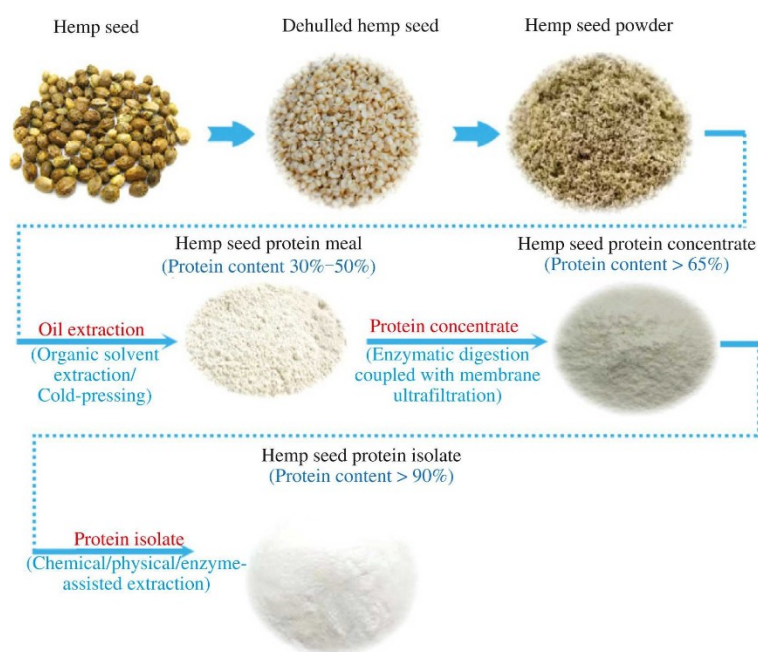 Hemp seed
Dehulled hemp seed
Hemp seed powder
Hemp seed protein meal
(Protein content 30%–50%)
Hemp seed protein concentrate
(Protein content > 65%)
Oil extraction
(Organic solvent
extraction/
Cold-pressing)
Protein concentrate
(Enzymatic digestion
coupled with membrane
ultrafiltration)
Hemp seed protein isolate
(Protein content > 90%)
Protein isolate
(Chemical/physical/enzyme-
assisted extraction)